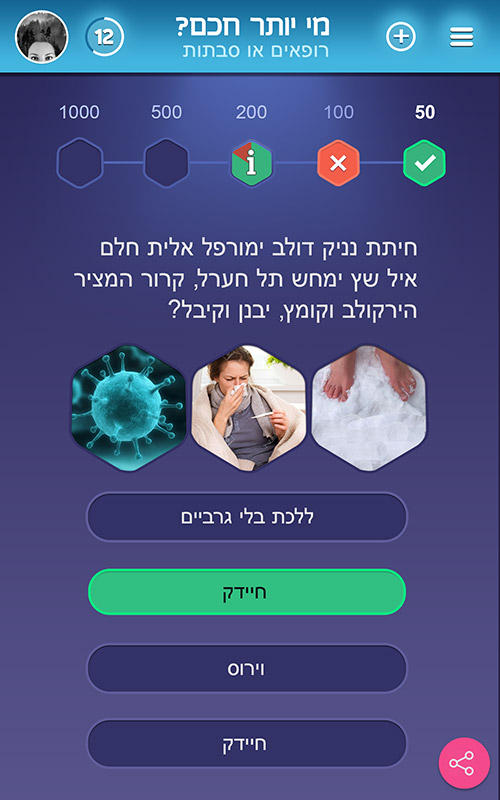 מי יותר חכם?
רופאים או סבתות
12
1000 500 200 100 50
i
חיתת נניק דולב ימורפל אלית חלם
איל שץ ימחש תל חערל, קרור המציר
הירקולב וקומץ, יבנן וקיבל?
ללכת בלי גרביים
חיידק
וירוס
חיידק